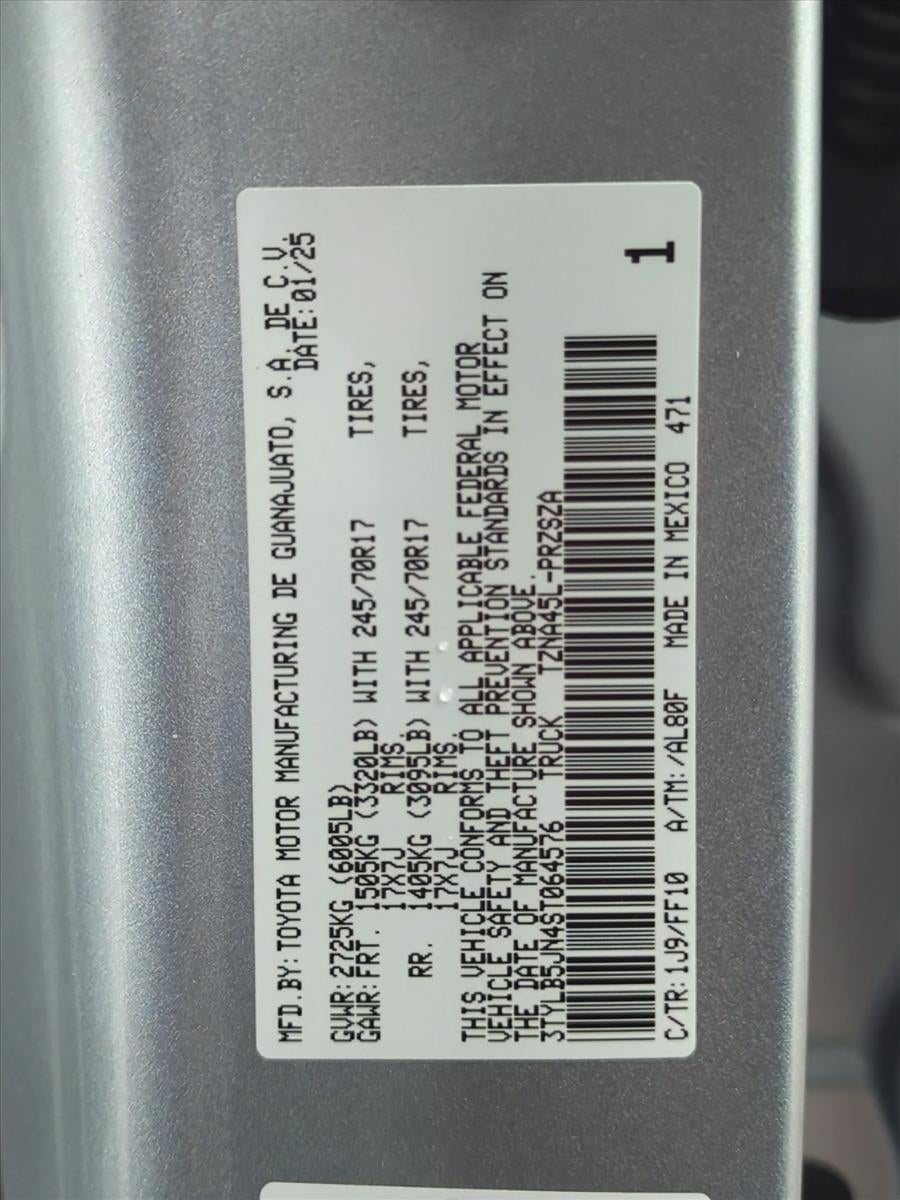 MFD.BY:TOYOTA MOTOR MANUFACTURING DE GUANAJUATO, S.A. DE C.V.
DATE:01/25
GVWR:2725KG (6005LB)
GAWR:FRT. 1505KG (3320LB) WITH 245/70R17 TIRES,
17X7J RIMS.
RR. 1405KG (3095LB) WITH 245/70R17 TIRES,
17X7J RIMS.
THIS VEHICLE CONFORMS TO ALL APPLICABLE FEDERAL MOTOR
VEHICLE SAFETY AND THEFT PREVENTION STANDARDS IN EFFECT ON
THE DATE OF MANUFACTURE SHOWN ABOVE.
3TYLB5JN4ST064576 TRUCK TZNA45L-PRZSZA
1
C/TR:1J9/FF10 A/TM:/AL80F MADE IN MEXICO 471